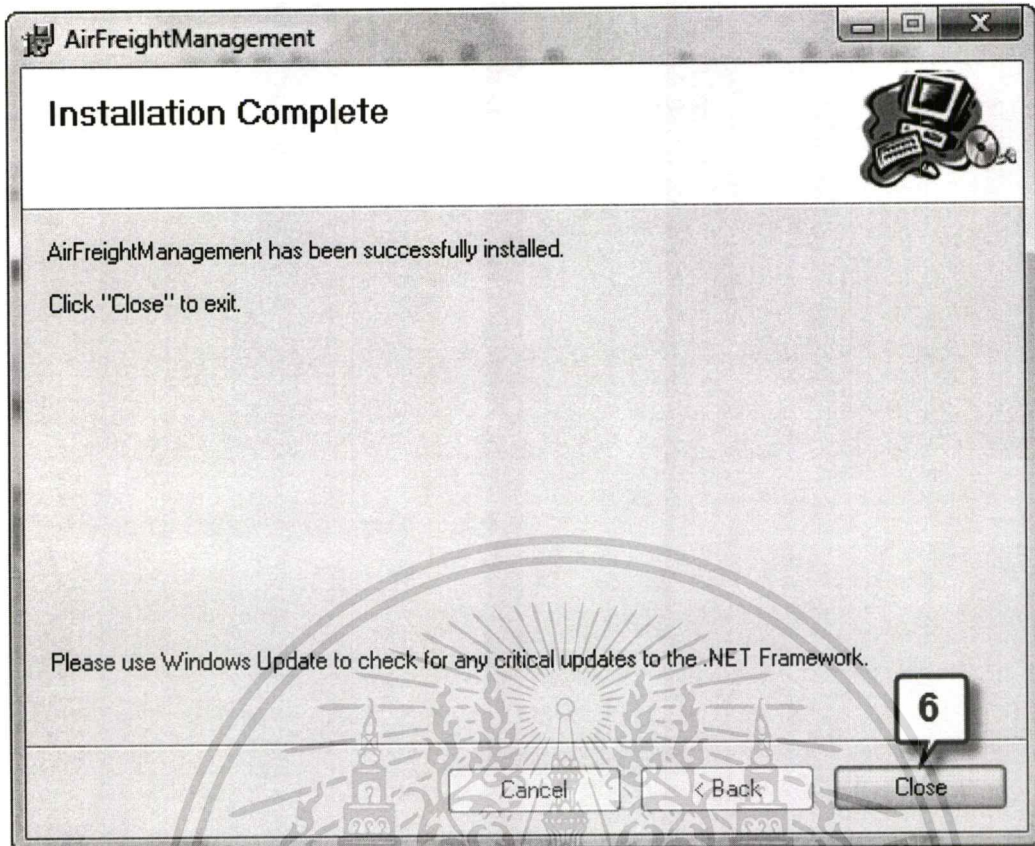 AirFreightManagement
Installation Complete
AirFreightManagement has been successfully installed.
Click "Close" to exit.
Please use Windows Update to check for any critical updates to the .NET Framework.
6
Cancel
< Back
Close